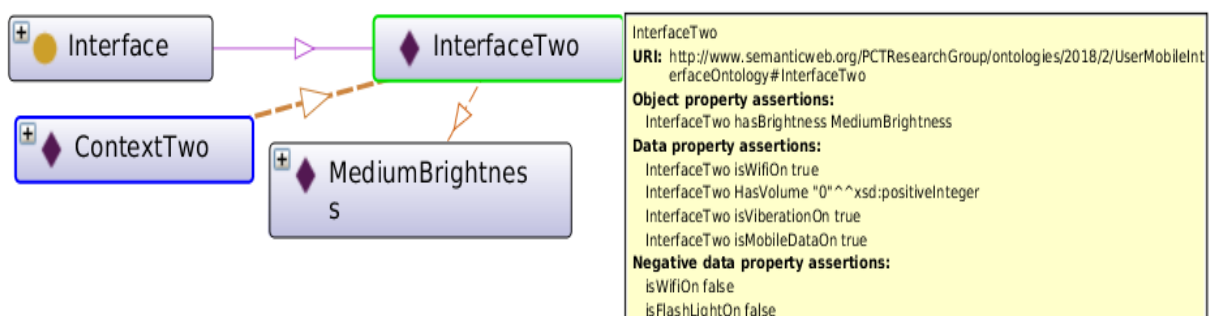 Interface
InterfaceTwo
ContextTwo
MediumBrightnes
s
InterfaceTwo
URI: http://www.semanticweb.org/PCTResearchGroup/ontologies/2018/2/UserMobileInt
erfaceOntology#InterfaceTwo
Object property assertions:
InterfaceTwo hasBrightness MediumBrightness
Data property assertions:
InterfaceTwo isWifiOn true
InterfaceTwo HasVolume "0"^^xsd:positiveInteger
InterfaceTwo isViberationOn true
InterfaceTwo isMobileDataOn true
Negative data property assertions:
isWifiOn false
isFlashLightOn false